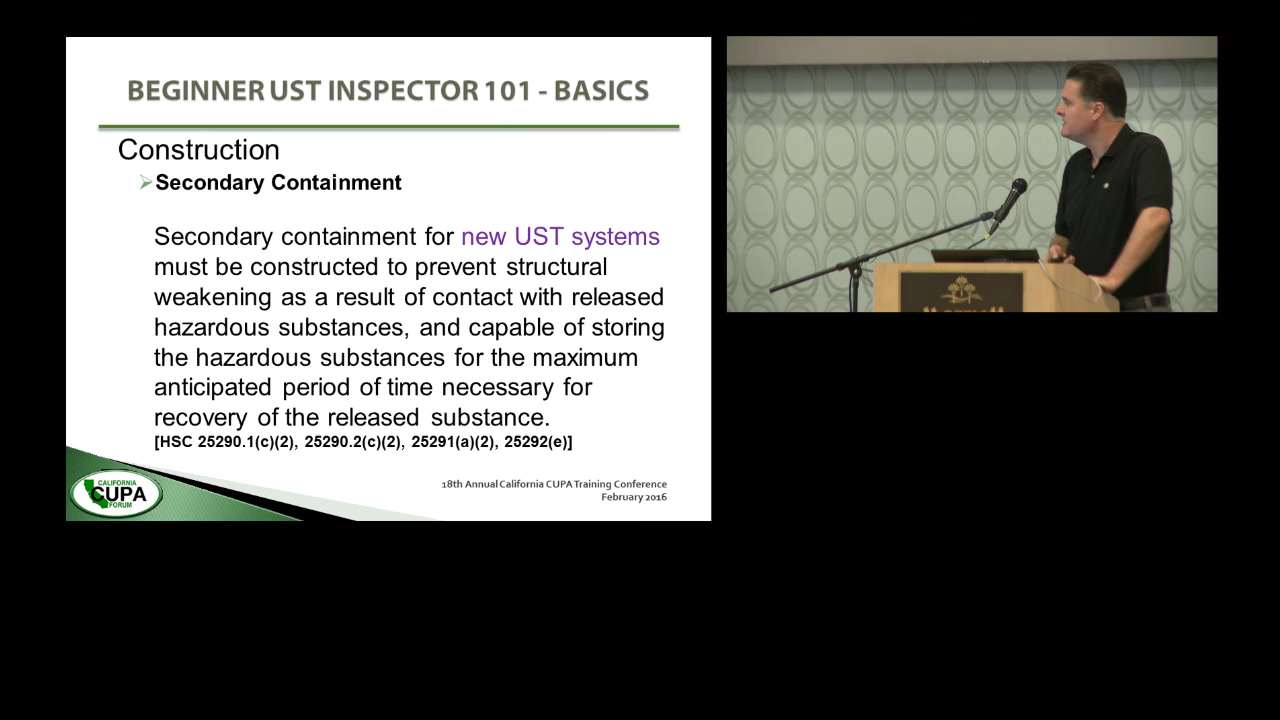 BEGINNER UST INSPECTOR 101 - BASICS
Construction
Secondary Containment
Secondary containment for new UST systems
must be constructed to prevent structural
weakening as a result of contact with released
hazardous substances, and capable of storing
the hazardous substances for the maximum
anticipated period of time necessary for
recovery of the released substance.
[HSC 25290.1(c)(2), 25290.2(c)(2), 25291(a)(2), 25292(e)]
18th Annual California CUPA Training Conference
February 2016
CALIFORNIA
CUPA
FORUM